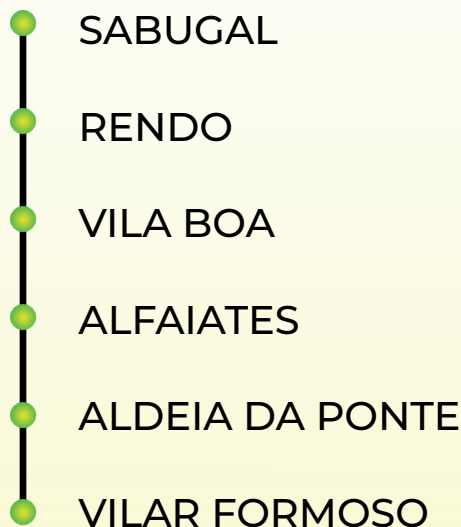 SABUGAL
RENDO
VILA BOA
ALFAIATES
ALDEIA DA PONTE
VILAR FORMOSO